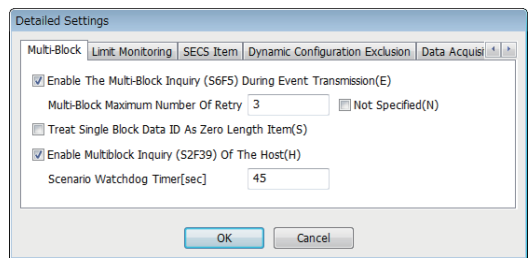 Detailed Settings
Multi-Block Limit Monitoring SECS Item Dynamic Configuration Exclusion Data Acquisi
Enable The Multi-Block Inquiry (S6F5) During Event Transmission(E)
Multi-Block Maximum Number Of Retry 3 Not Specified(N)
Treat Single Block Data ID As Zero Length Item(S)
Enable Multiblock Inquiry (S2F39) Of The Host(H)
Scenario Watchdog Timer[sec] 45
OK Cancel